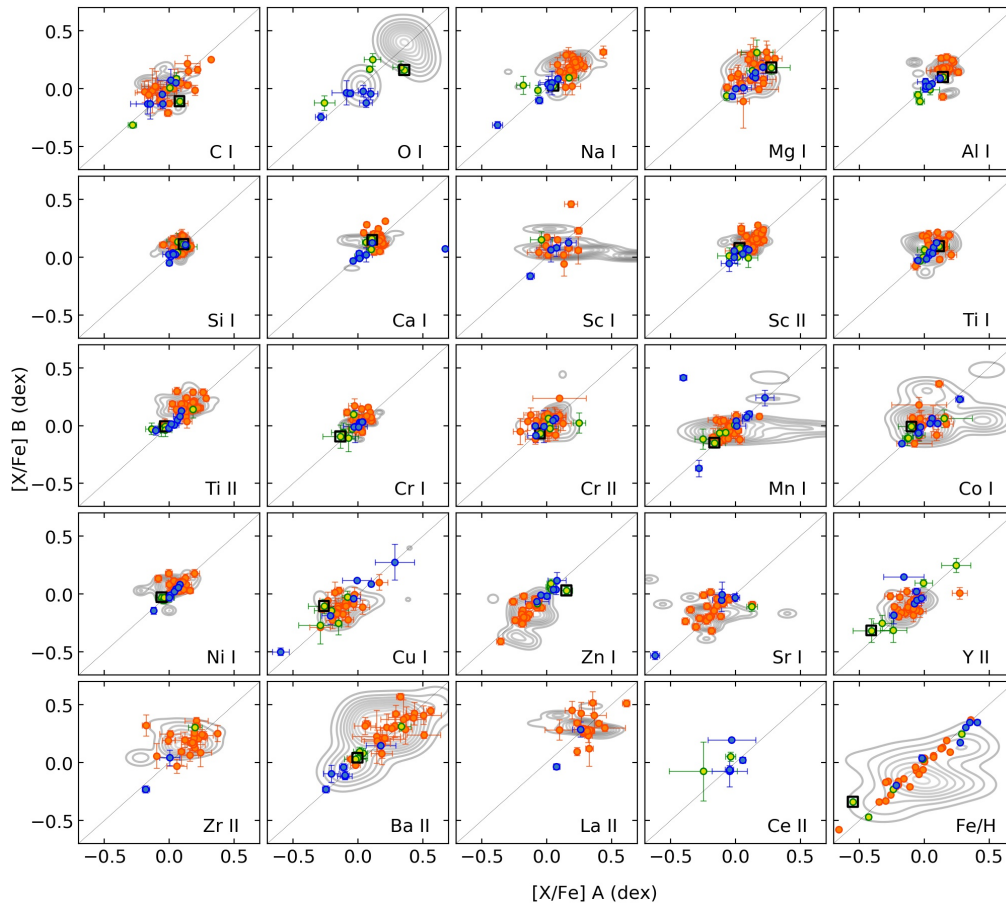 0.5
0.0
−0.5
C I
O I
Na I
Mg I
Al I
0.5
0.0
−0.5
Si I
Ca I
Sc I
Sc II
Ti I
[X/Fe] B (dex)
0.5
0.0
−0.5
Ti II
Cr I
Cr II
Mn I
Co I
0.5
0.0
−0.5
Ni I
Cu I
Zn I
Sr I
Y II
0.5
0.0
−0.5
Zr II
Ba II
La II
Ce II
Fe/H
−0.5 0.0 0.5 −0.5 0.0 0.5 −0.5 0.0 0.5 −0.5 0.0 0.5 −0.5 0.0 0.5
[X/Fe] A (dex)